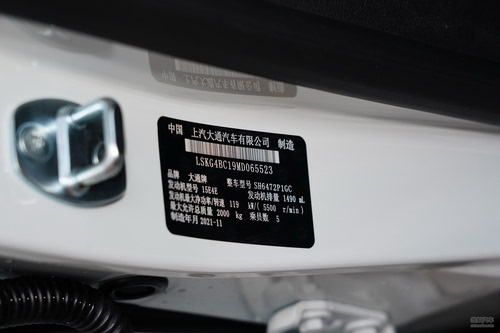 中国 上汽大通汽车有限公司 制造
LSKG4BC19MD065523
品牌 大通牌 整车型号 SH6472P1GC
发动机型号 15E4E 发动机排量 1490 mL
发动机最大净功率/转速 119 kW/( 5500 r/min)
最大允许总质量 2000 kg 乘员数 5
制造年月 2021-11